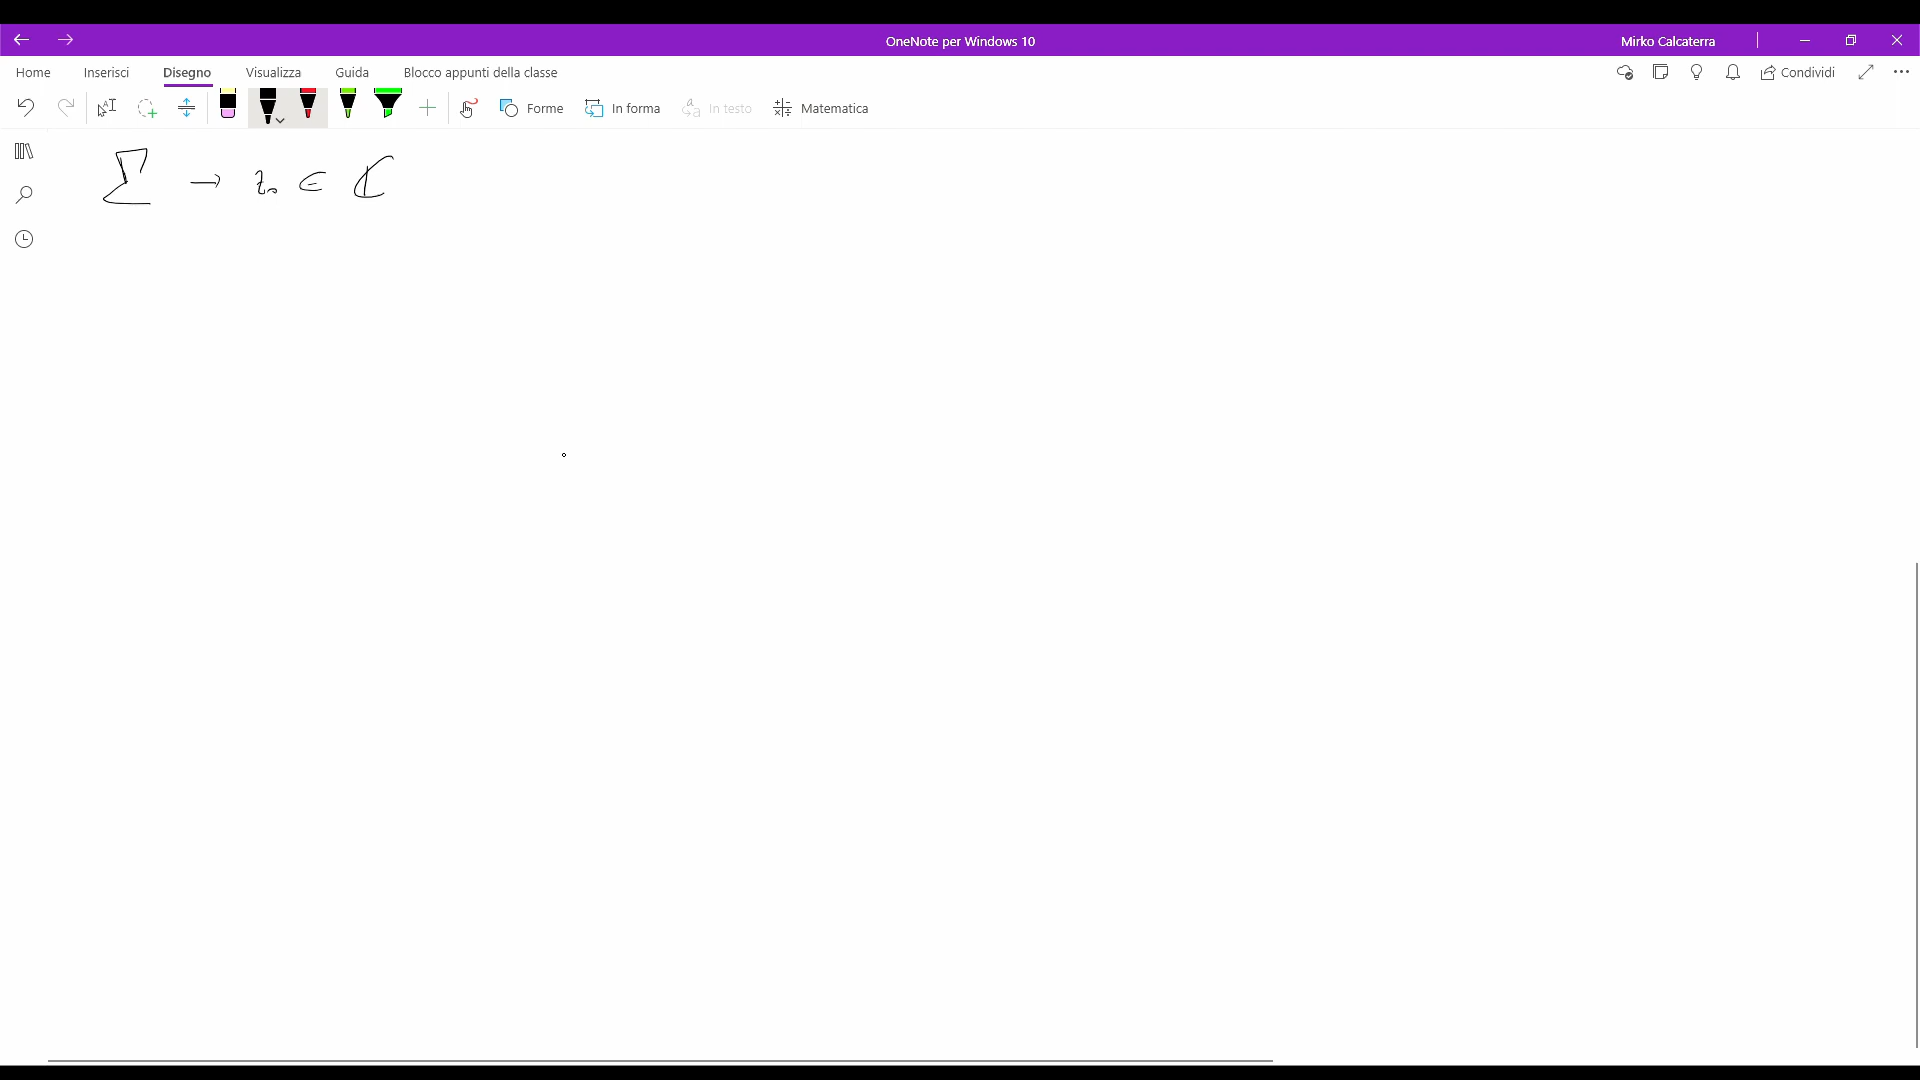 OneNote per Windows 10
Mirko Calcaterra
Home Inserisci Disegno Visualizza Guida Blocco appunti della classe
Condividi
Forme In forma In testo Matematica
Σ → z₀ ∈ ℂ